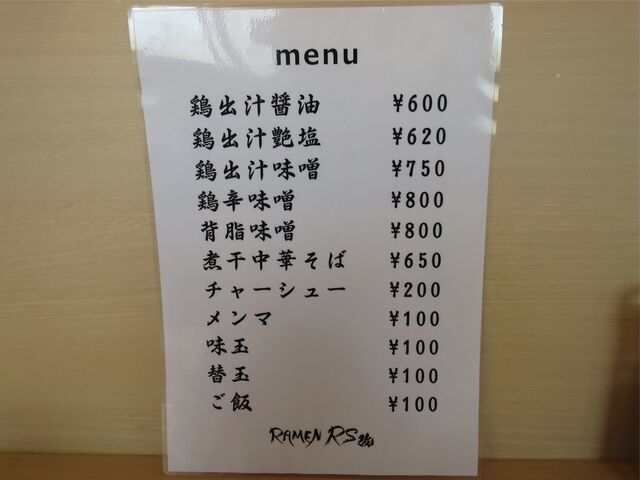 menu
鶏出汁醤油 ¥600
鶏出汁艶塩 ¥620
鶏出汁味噌 ¥750
鶏辛味噌 ¥800
背脂味噌 ¥800
煮干中華そば ¥650
チャーシュー ¥200
メンマ ¥100
味玉 ¥100
替玉 ¥100
ご飯 ¥100
RAMEN RS